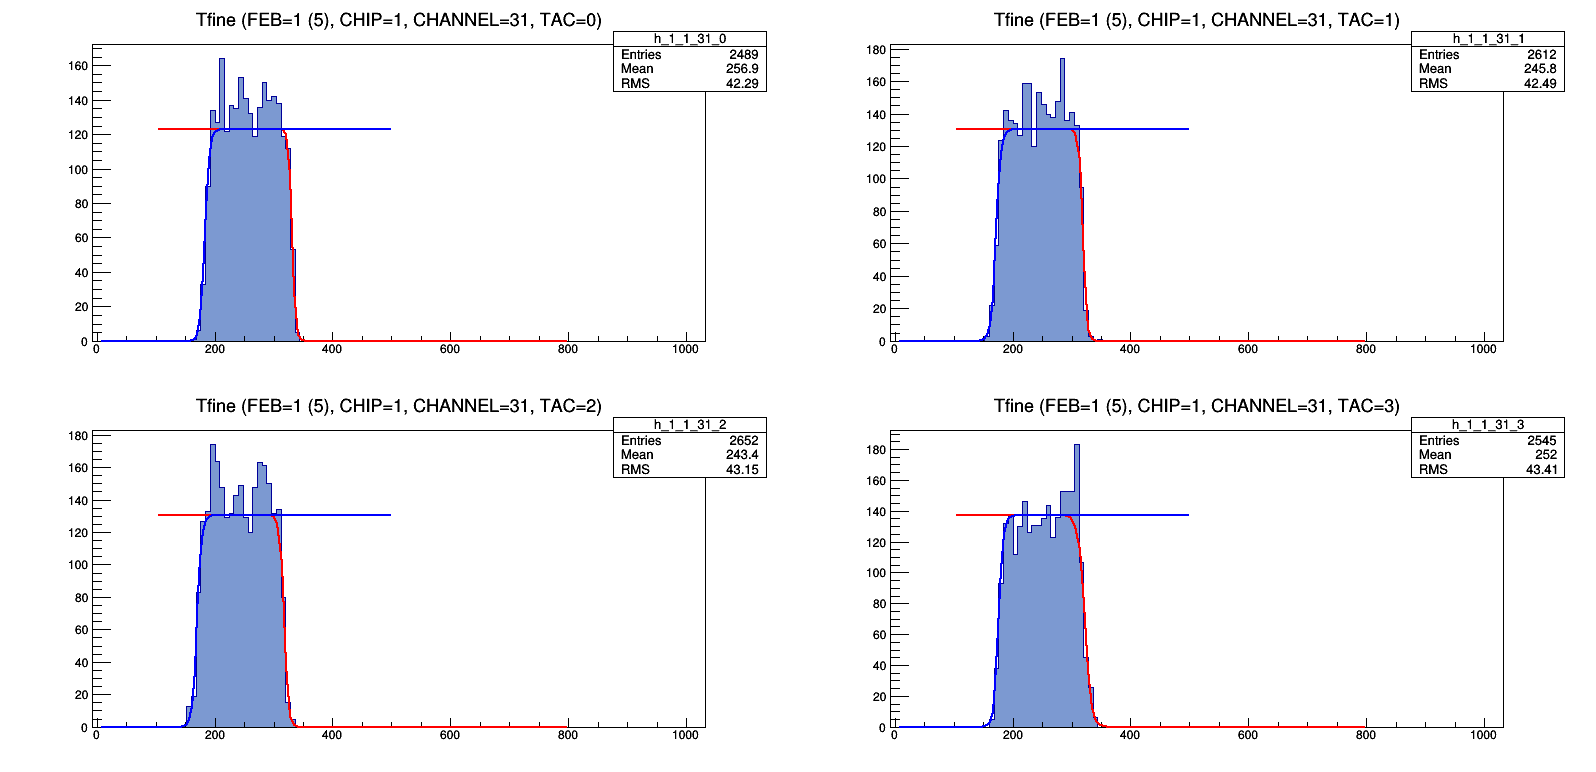 Tfine (FEB=1 (5), CHIP=1, CHANNEL=31, TAC=0)
h_1_1_31_0
Entries 2489
Mean 256.9
RMS 42.29
160
140
120
100
80
60
40
20
0
0 200 400 600 800 1000
Tfine (FEB=1 (5), CHIP=1, CHANNEL=31, TAC=1)
h_1_1_31_1
Entries 2612
Mean 245.8
RMS 42.49
180
160
140
120
100
80
60
40
20
0
0 200 400 600 800 1000
Tfine (FEB=1 (5), CHIP=1, CHANNEL=31, TAC=2)
h_1_1_31_2
Entries 2652
Mean 243.4
RMS 43.15
180
160
140
120
100
80
60
40
20
0
0 200 400 600 800 1000
Tfine (FEB=1 (5), CHIP=1, CHANNEL=31, TAC=3)
h_1_1_31_3
Entries 2545
Mean 252
RMS 43.41
180
160
140
120
100
80
60
40
20
0
0 200 400 600 800 1000